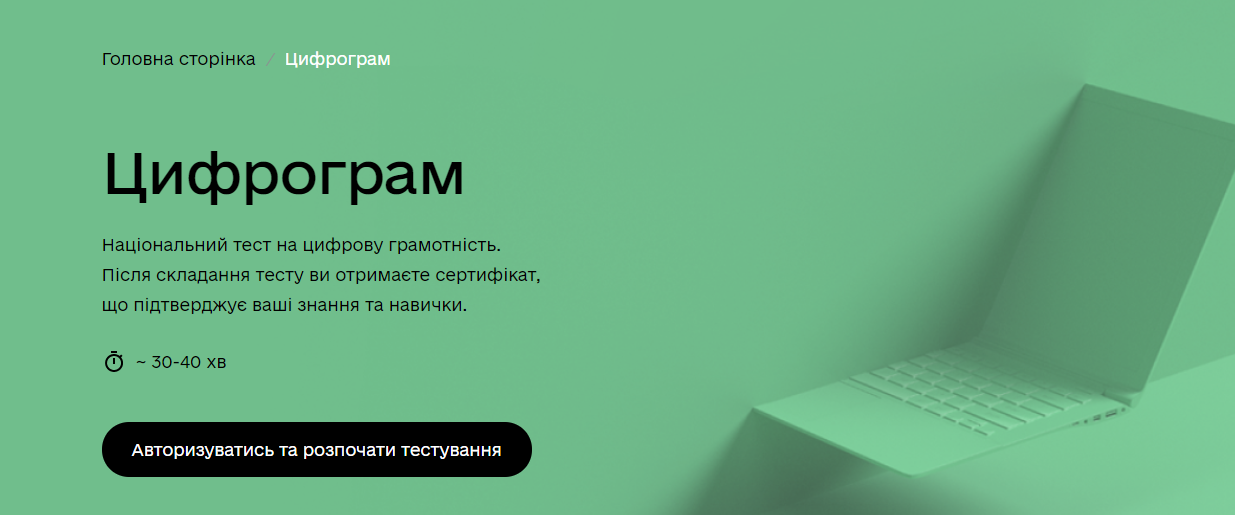 Головна сторінка / Цифрограм
Цифрограм
Національний тест на цифрову грамотність.
Після складання тесту ви отримаєте сертифікат,
що підтверджує ваші знання та навички.
~ 30-40 хв
Авторизуватись та розпочати тестування